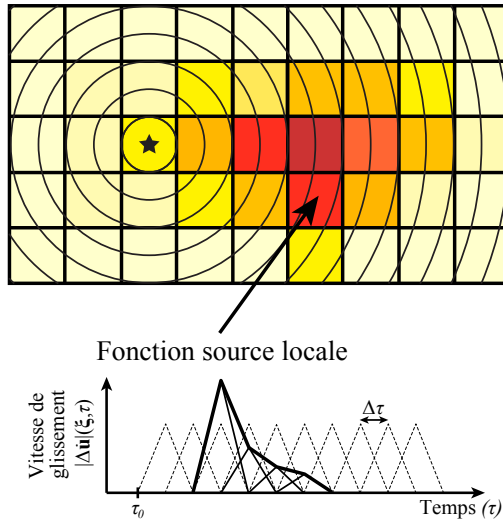 Fonction source locale
Vitesse de
glissement
|Δu̇|(ξ,τ)
Δτ
τ₀
Temps (τ)